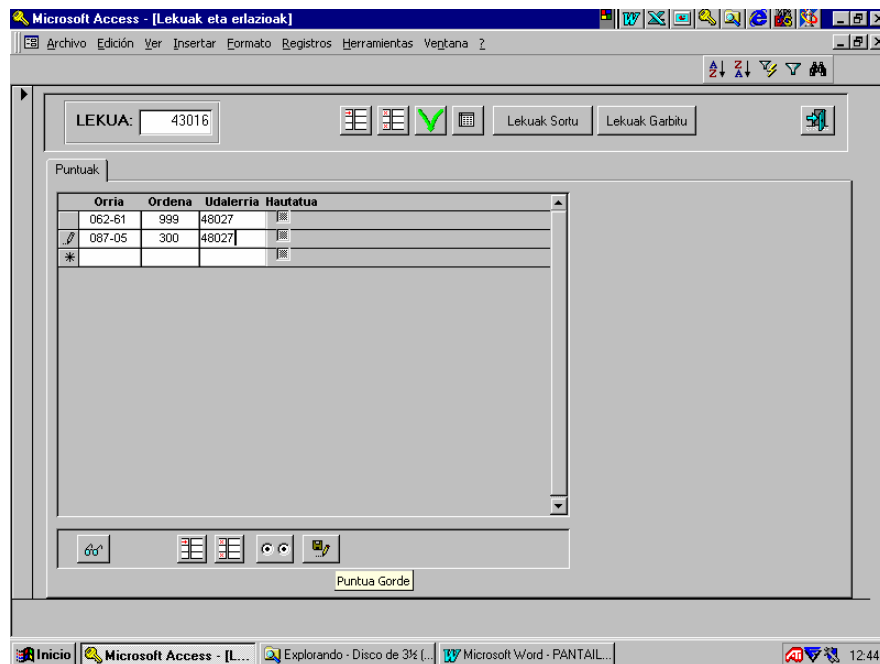 Microsoft Access - [Lekuak eta erlazioak]
Archivo Edición Ver Insertar Formato Registros Herramientas Ventana ?
LEKUA: 43016 Lekuak Sortu Lekuak Garbitu
Puntuak
Orria Ordena Udalerria Hautatua
062-61 999 48027
087-05 300 48027
Puntua Gorde
Inicio Microsoft Access - [L... Explorando - Disco de 3½ (... Microsoft Word - PANTAIL... 12:44